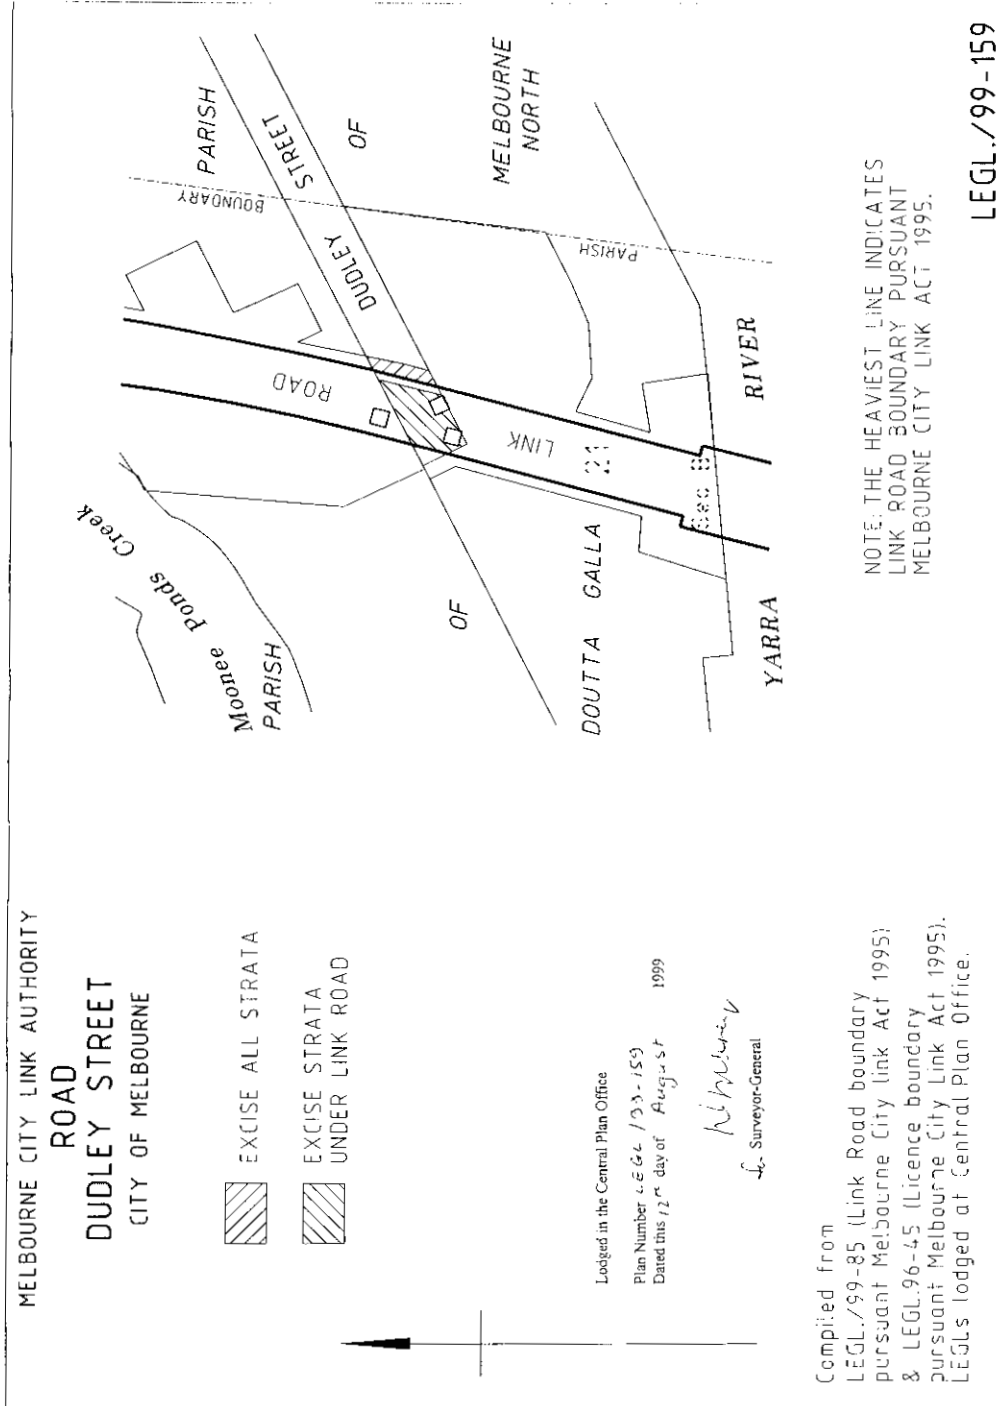 MELBOURNE CITY LINK AUTHORITY
ROAD
DUDLEY STREET
CITY OF MELBOURNE
EXCISE ALL STRATA
EXCISE STRATA
UNDER LINK ROAD
Lodged in the Central Plan Office
Plan Number LEGL /99-159
Dated this 12th day of August 1999
Surveyor-General
Compiled from
LEGL./99-85 (Link Road boundary
pursuant Melbourne City link Act 1995)
& LEGL.96-45 (Licence boundary
pursuant Melbourne City Link Act 1995).
LEGLs lodged at Central Plan Office.
Moonee Ponds Creek
PARISH
OF
DOUTTA GALLA
YARRA
RIVER
ROAD
LINK
21
Sec B
DUDLEY
STREET
BOUNDARY
PARISH
PARISH
OF
MELBOURNE
NORTH
NOTE: THE HEAVIEST LINE INDICATES
LINK ROAD BOUNDARY PURSUANT
MELBOURNE CITY LINK ACT 1995.
LEGL./99-159